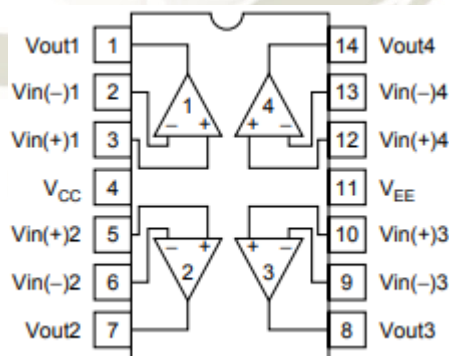 Vout1 1 14 Vout4
Vin(−)1 2 1 4 13 Vin(−)4
− + + −
Vin(+)1 3 12 Vin(+)4
VCC 4 11 VEE
Vin(+)2 5 10 Vin(+)3
− + + −
Vin(−)2 6 2 3 9 Vin(−)3
Vout2 7 8 Vout3